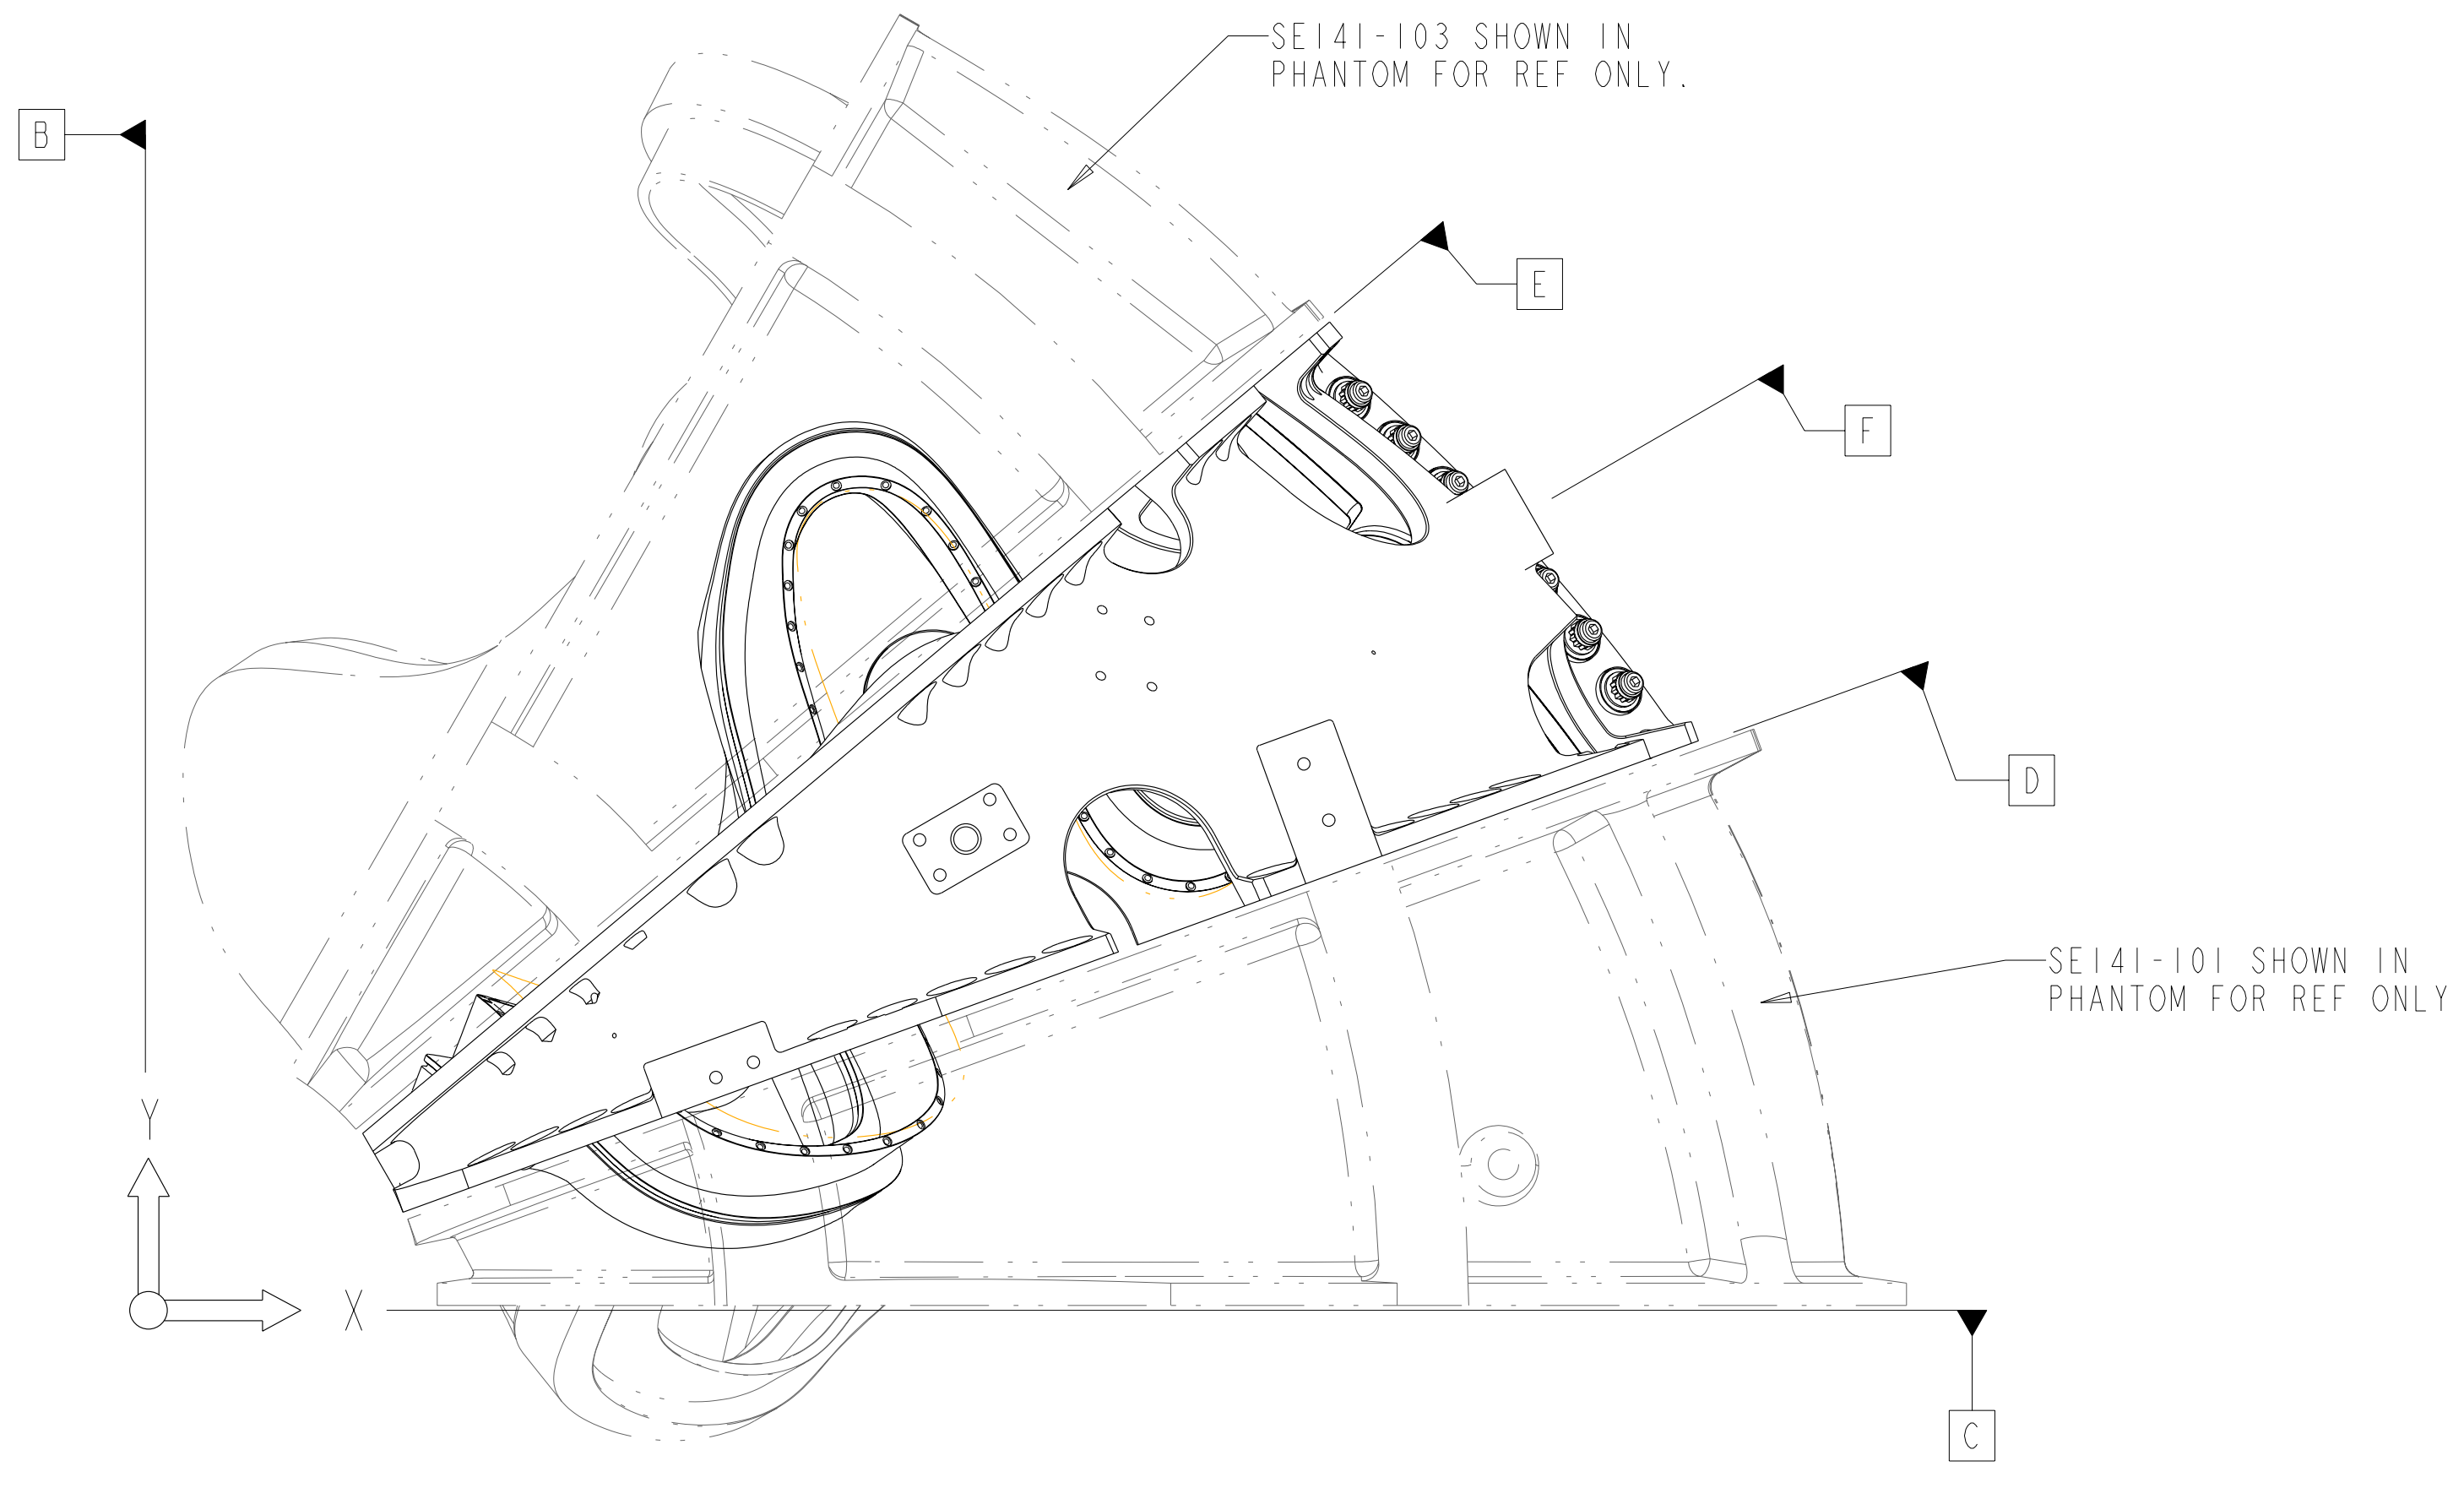 SE141-103 SHOWN IN
PHANTOM FOR REF ONLY.
B
E
F
D
SE141-101 SHOWN IN
PHANTOM FOR REF ONLY
Y
X
C